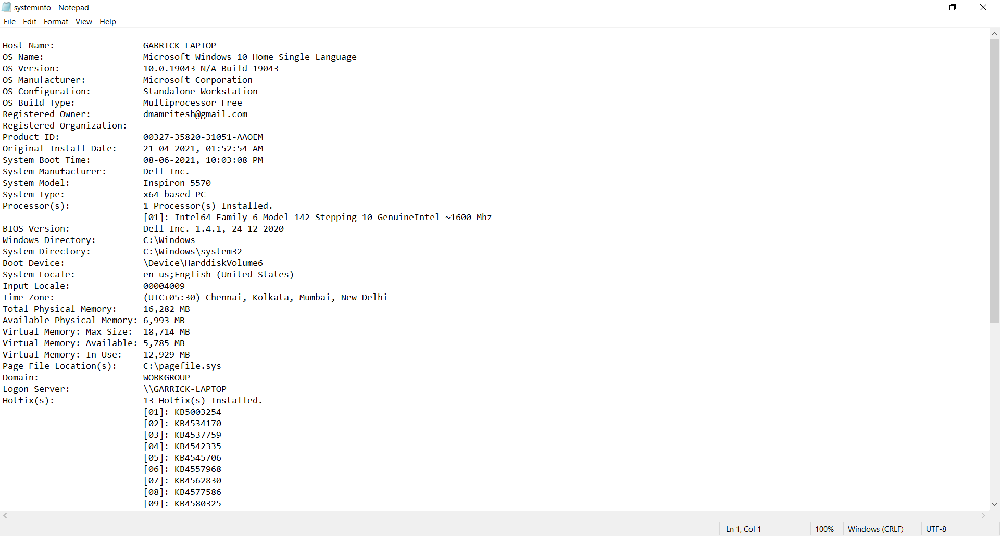 systeminfo - Notepad
File Edit Format View Help
Host Name: GARRICK-LAPTOP
OS Name: Microsoft Windows 10 Home Single Language
OS Version: 10.0.19043 N/A Build 19043
OS Manufacturer: Microsoft Corporation
OS Configuration: Standalone Workstation
OS Build Type: Multiprocessor Free
Registered Owner: dmamritesh@gmail.com
Registered Organization:
Product ID: 00327-35820-31051-AAOEM
Original Install Date: 21-04-2021, 01:52:54 AM
System Boot Time: 08-06-2021, 10:03:08 PM
System Manufacturer: Dell Inc.
System Model: Inspiron 5570
System Type: x64-based PC
Processor(s): 1 Processor(s) Installed.
[01]: Intel64 Family 6 Model 142 Stepping 10 GenuineIntel ~1600 Mhz
BIOS Version: Dell Inc. 1.4.1, 24-12-2020
Windows Directory: C:\Windows
System Directory: C:\Windows\system32
Boot Device: \Device\HarddiskVolume6
System Locale: en-us;English (United States)
Input Locale: 00004009
Time Zone: (UTC+05:30) Chennai, Kolkata, Mumbai, New Delhi
Total Physical Memory: 16,282 MB
Available Physical Memory: 6,993 MB
Virtual Memory: Max Size: 18,714 MB
Virtual Memory: Available: 5,785 MB
Virtual Memory: In Use: 12,929 MB
Page File Location(s): C:\pagefile.sys
Domain: WORKGROUP
Logon Server: \\GARRICK-LAPTOP
Hotfix(s): 13 Hotfix(s) Installed.
[01]: KB5003254
[02]: KB4534170
[03]: KB4537759
[04]: KB4542335
[05]: KB4545706
[06]: KB4557968
[07]: KB4562830
[08]: KB4577586
[09]: KB4580325
Ln 1, Col 1 100% Windows (CRLF) UTF-8